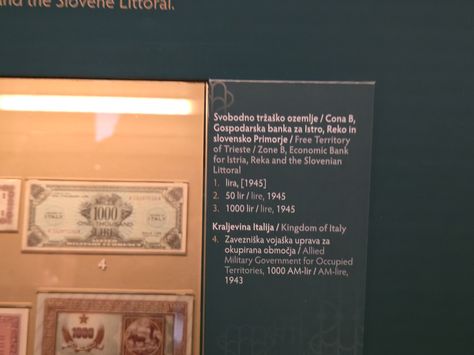 and the Slovene Littoral.
Svobodno tržaško ozemlje / Cona B,
Gospodarska banka za Istro, Reko in
slovensko Primorje / Free Territory
of Trieste / Zone B, Economic Bank
for Istria, Reka and the Slovenian
Littoral
1. lira, [1945]
2. 50 lir / lire, 1945
3. 1000 lir / lire, 1945
Kraljevina Italija / Kingdom of Italy
4. Zavezniška vojaška uprava za
okupirana območja / Allied
Military Government for Occupied
Territories, 1000 AM-lir / AM-lire,
1943
1000
LIRE
4
1000